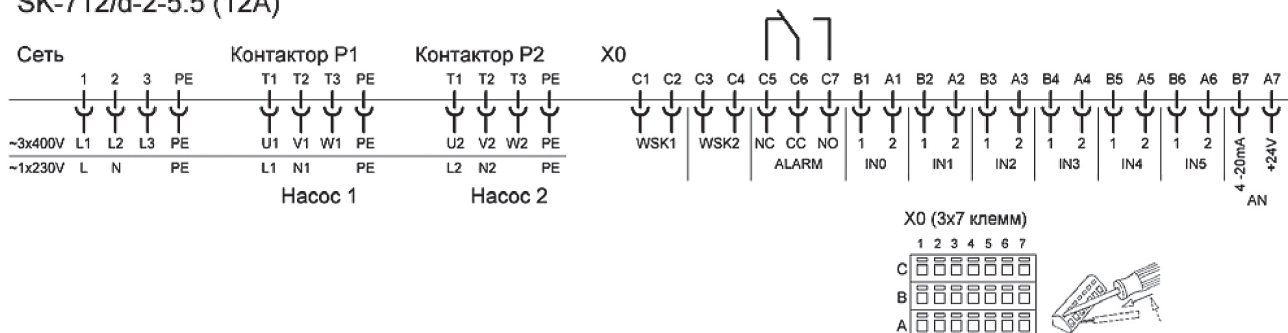 SK-712/d-2-5.5 (12A)
Сеть Контактор P1 Контактор P2 X0
1 2 3 PE T1 T2 T3 PE T1 T2 T3 PE C1 C2 C3 C4 C5 C6 C7 B1 A1 B2 A2 B3 A3 B4 A4 B5 A5 B6 A6 B7 A7
~3x400V L1 L2 L3 PE U1 V1 W1 PE U2 V2 W2 PE WSK1 WSK2 NC CC NO 1 2 1 2 1 2 1 2 1 2 1 2 4 -20mA +24V
~1x230V L N PE L1 N1 PE L2 N2 PE ALARM IN0 IN1 IN2 IN3 IN4 IN5 AN
Насос 1 Насос 2
X0 (3x7 клемм)
1 2 3 4 5 6 7
C
B
A